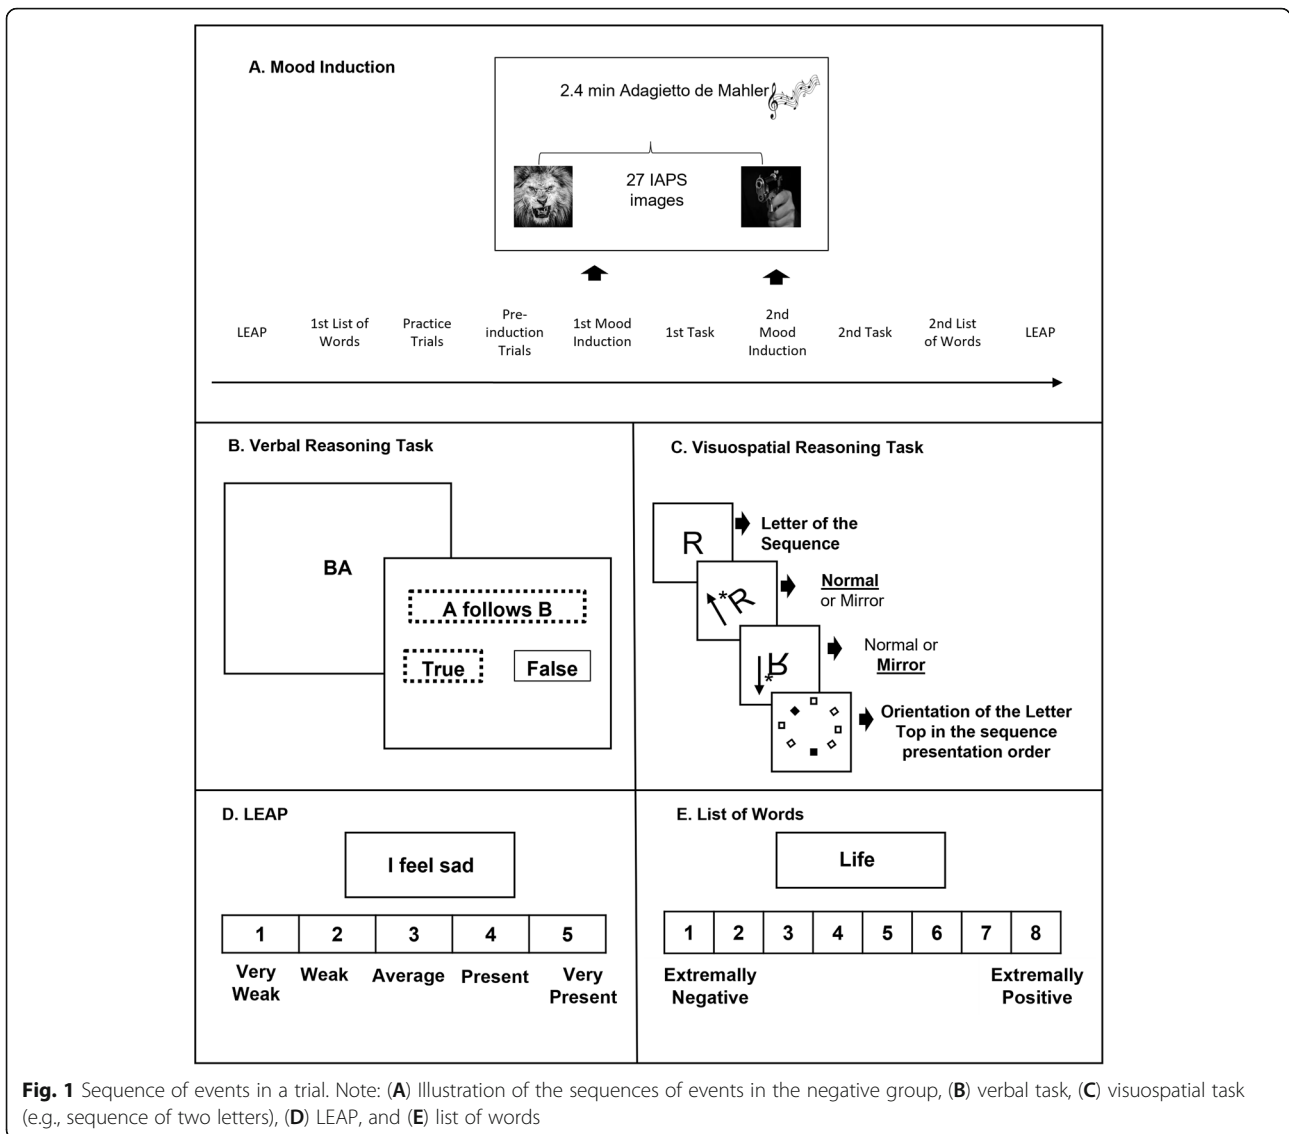 A. Mood Induction
2.4 min Adagietto de Mahler
27 IAPS
images
LEAP
1st List of
Words
Practice
Trials
Pre-
induction
Trials
1st Mood
Induction
1st Task
2nd
Mood
Induction
2nd Task
2nd List
of Words
LEAP
B. Verbal Reasoning Task
BA
A follows B
True
False
C. Visuospatial Reasoning Task
R
Letter of the
Sequence
*R
Normal
or Mirror
*R
Normal or
Mirror
Orientation of the Letter
Top in the sequence
presentation order
D. LEAP
I feel sad
1 2 3 4 5
Very
Weak
Weak
Average
Present
Very
Present
E. List of Words
Life
1 2 3 4 5 6 7 8
Extremally
Negative
Extremally
Positive
Fig. 1 Sequence of events in a trial. Note: (A) Illustration of the sequences of events in the negative group, (B) verbal task, (C) visuospatial task
(e.g., sequence of two letters), (D) LEAP, and (E) list of words